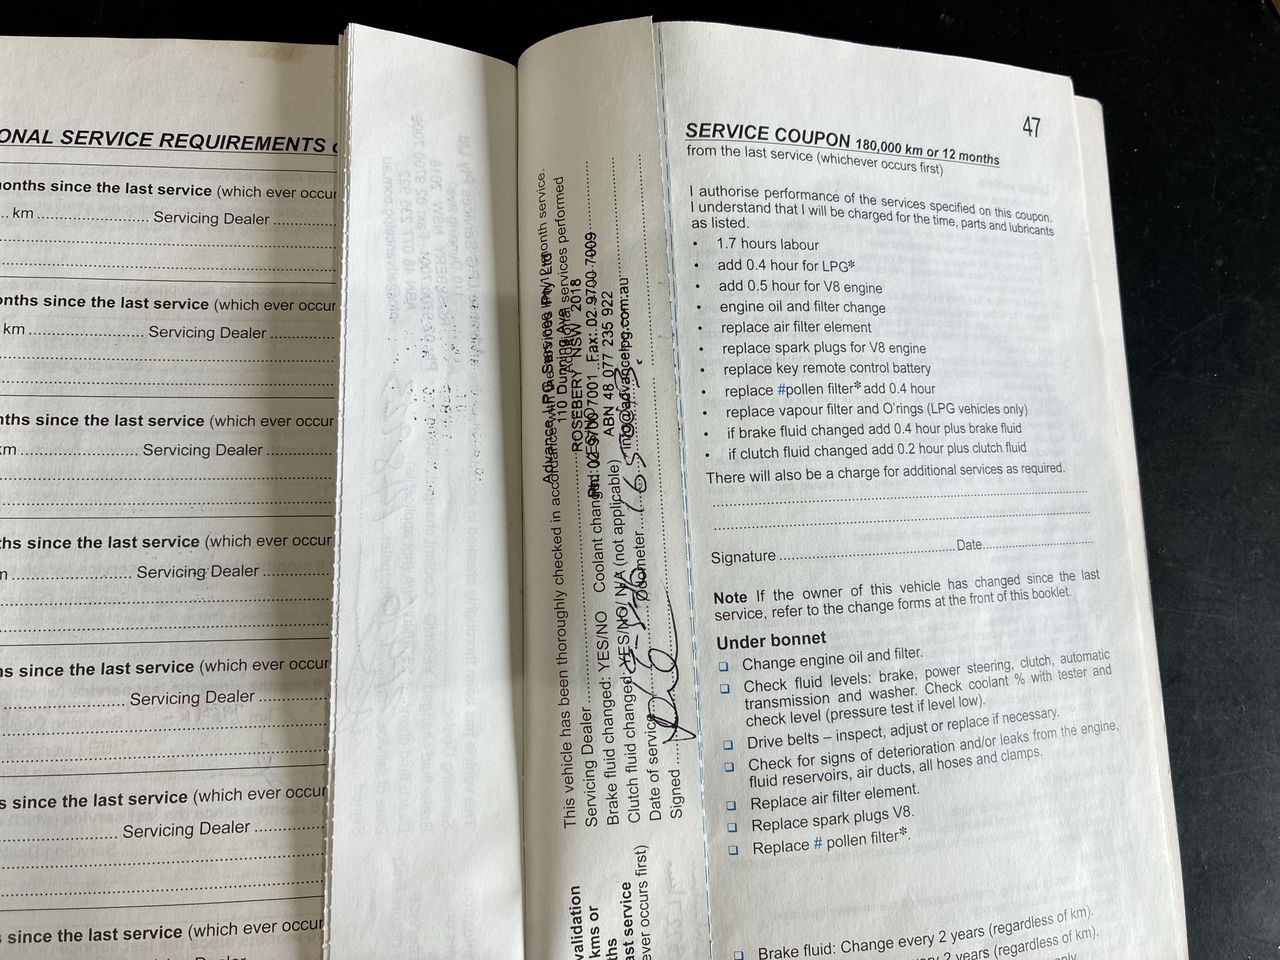 ONAL SERVICE REQUIREMENTS
onths since the last service (which ever occur
.. km ........................ Servicing Dealer ................
onths since the last service (which ever occur
km ........................ Servicing Dealer ................
nths since the last service (which ever occur
km ........................ Servicing Dealer ................
ths since the last service (which ever occur
........................ Servicing Dealer ................
ns since the last service (which ever occur
........................ Servicing Dealer ................
s since the last service (which ever occur
........................ Servicing Dealer ................
s since the last service (which ever occur
Servicing Dealer
This vehicle has been thoroughly checked in accordance with the month service.
Additional services performed
Servicing Dealer
Brake fluid changed: YES/NO Coolant changed:
Clutch fluid changed: YES/NO/ N/A (not applicable)
Date of service Odometer
Signed
Advance LPG Services Pty Ltd
110 Dunning Ave
ROSEBERY NSW 2018
Ph: 02 9700 7001 Fax: 02 9700 7009
ABN 48 077 235 922
info@advancelpg.com.au
validation
kms or
ths
ast service
ever occurs first)
47
SERVICE COUPON 180,000 km or 12 months
from the last service (whichever occurs first)
I authorise performance of the services specified on this coupon.
I understand that I will be charged for the time, parts and lubricants
as listed.
• 1.7 hours labour
• add 0.4 hour for LPG*
• add 0.5 hour for V8 engine
• engine oil and filter change
• replace air filter element
• replace spark plugs for V8 engine
• replace key remote control battery
• replace #pollen filter* add 0.4 hour
• replace vapour filter and O'rings (LPG vehicles only)
• if brake fluid changed add 0.4 hour plus brake fluid
• if clutch fluid changed add 0.2 hour plus clutch fluid
There will also be a charge for additional services as required.
Signature ........................ Date................
Note If the owner of this vehicle has changed since the last
service, refer to the change forms at the front of this booklet.
Under bonnet
❑ Change engine oil and filter.
❑ Check fluid levels: brake, power steering, clutch, automatic
transmission and washer. Check coolant % with tester and
check level (pressure test if level low).
❑ Drive belts – inspect, adjust or replace if necessary.
❑ Check for signs of deterioration and/or leaks from the engine,
fluid reservoirs, air ducts, all hoses and clamps.
❑ Replace air filter element.
❑ Replace spark plugs V8.
❑ Replace # pollen filter*.
❑ Brake fluid: Change every 2 years (regardless of km).
2 years (regardless of km).